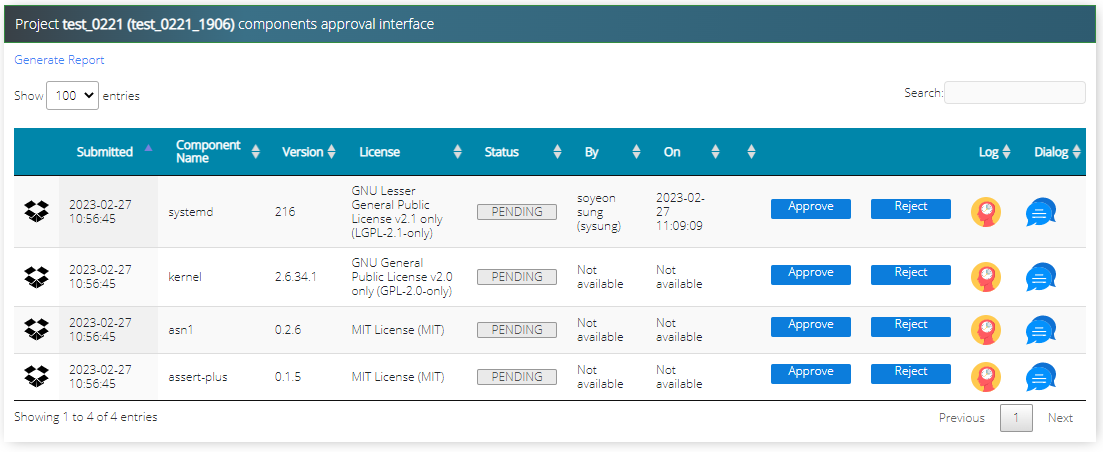 Project test_0221 (test_0221_1906) components approval interface
Generate Report
Show 100 entries
Search:
Submitted Component Name Version License Status By On Log Dialog
2023-02-27 10:56:45 systemd 216 GNU Lesser General Public License v2.1 only (LGPL-2.1-only) PENDING soyeon sung (sysung) 2023-02-27 11:09:09 Approve Reject
2023-02-27 10:56:45 kernel 2.6.34.1 GNU General Public License v2.0 only (GPL-2.0-only) PENDING Not available Not available Approve Reject
2023-02-27 10:56:45 asn1 0.2.6 MIT License (MIT) PENDING Not available Not available Approve Reject
2023-02-27 10:56:45 assert-plus 0.1.5 MIT License (MIT) PENDING Not available Not available Approve Reject
Showing 1 to 4 of 4 entries
Previous 1 Next